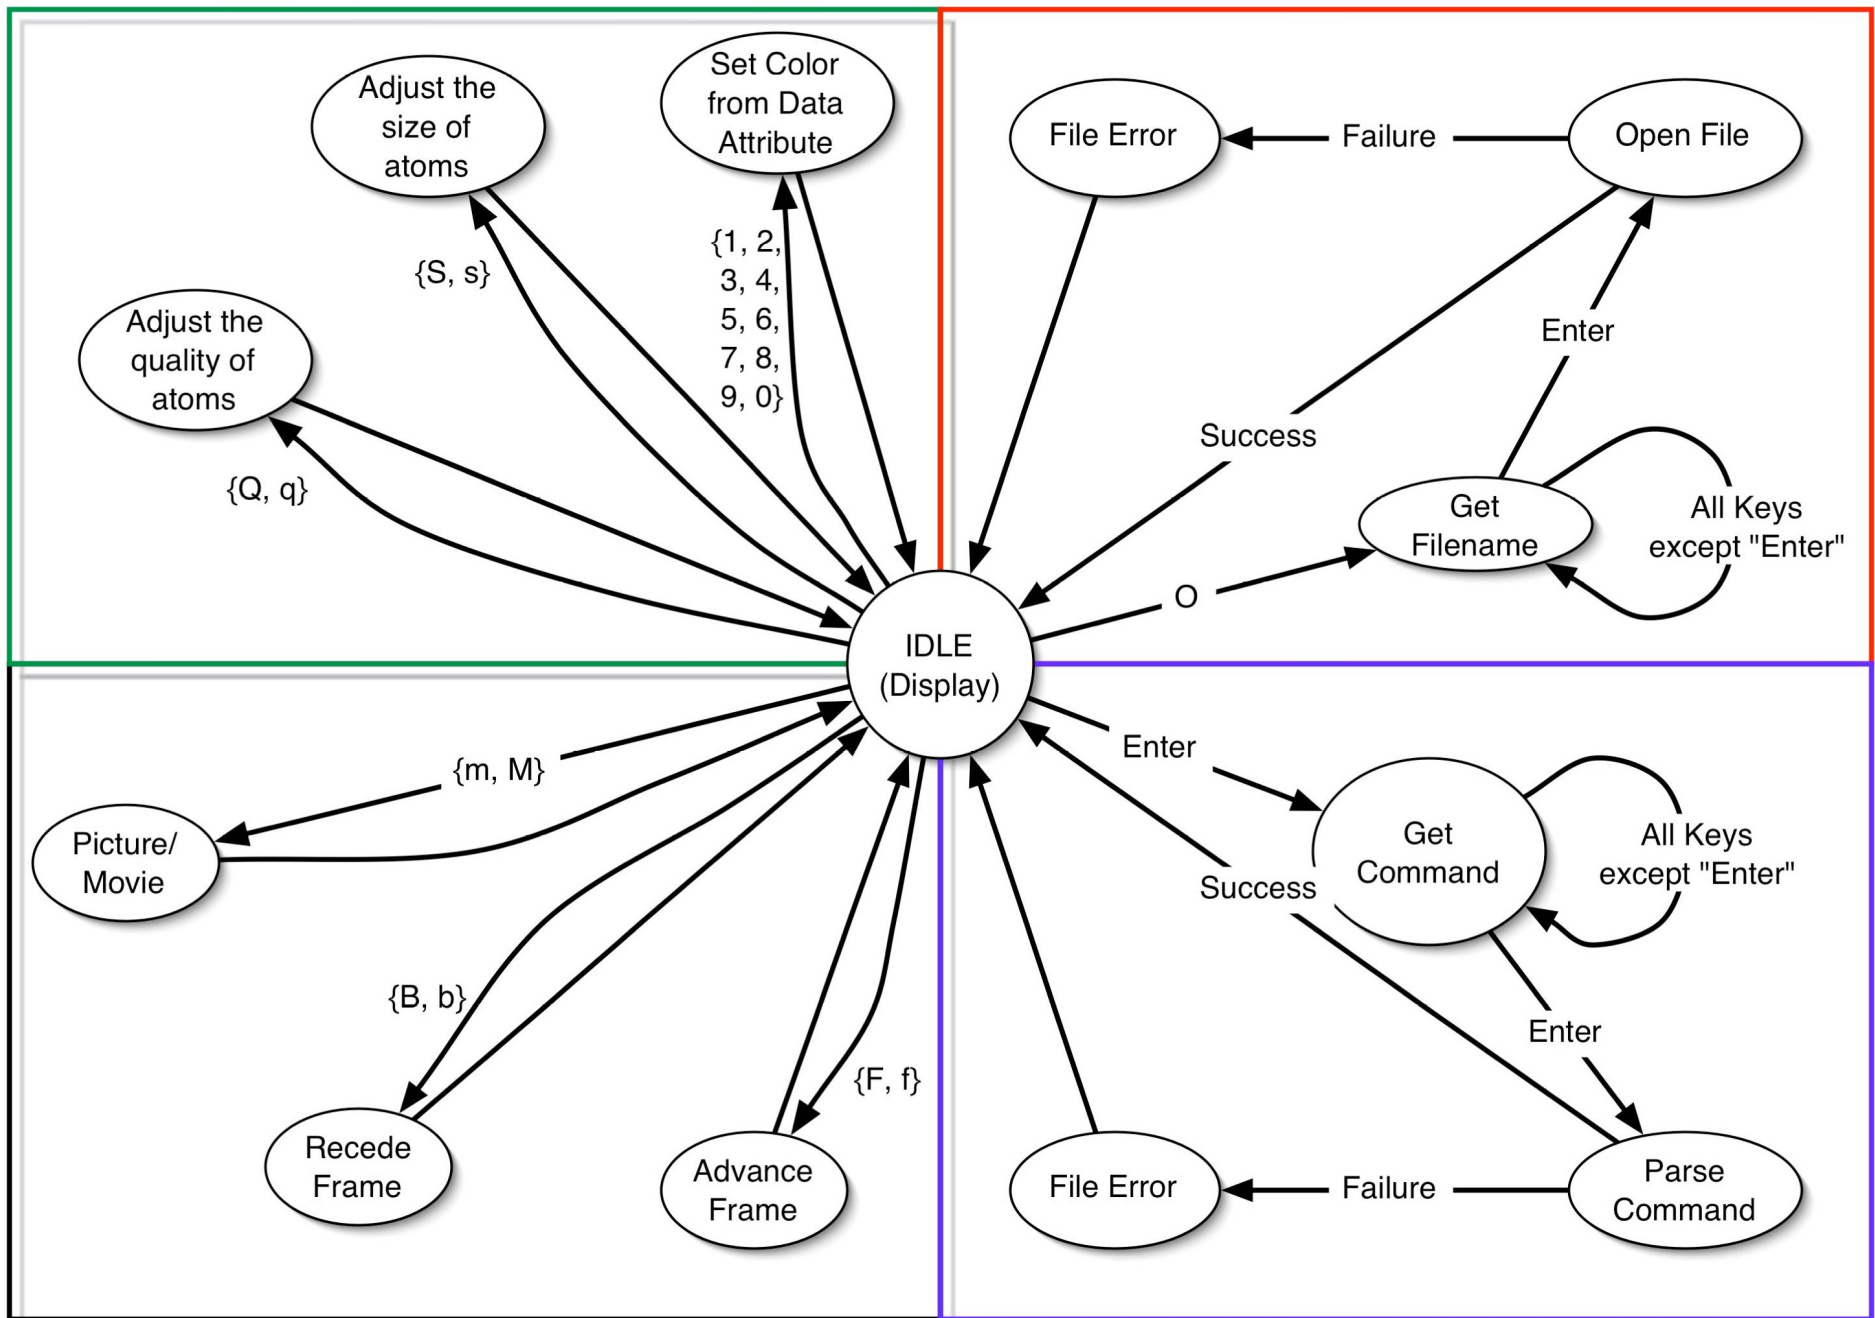 Adjust the
size of
atoms
Set Color
from Data
Attribute
{S, s}
{1, 2,
3, 4,
5, 6,
7, 8,
9, 0}
Adjust the
quality of
atoms
{Q, q}
File Error
Failure
Open File
Enter
Success
Get
Filename
All Keys
except "Enter"
O
IDLE
(Display)
{m, M}
Picture/
Movie
{B, b}
{F, f}
Recede
Frame
Advance
Frame
Enter
Get
Command
All Keys
except "Enter"
Success
Enter
File Error
Failure
Parse
Command